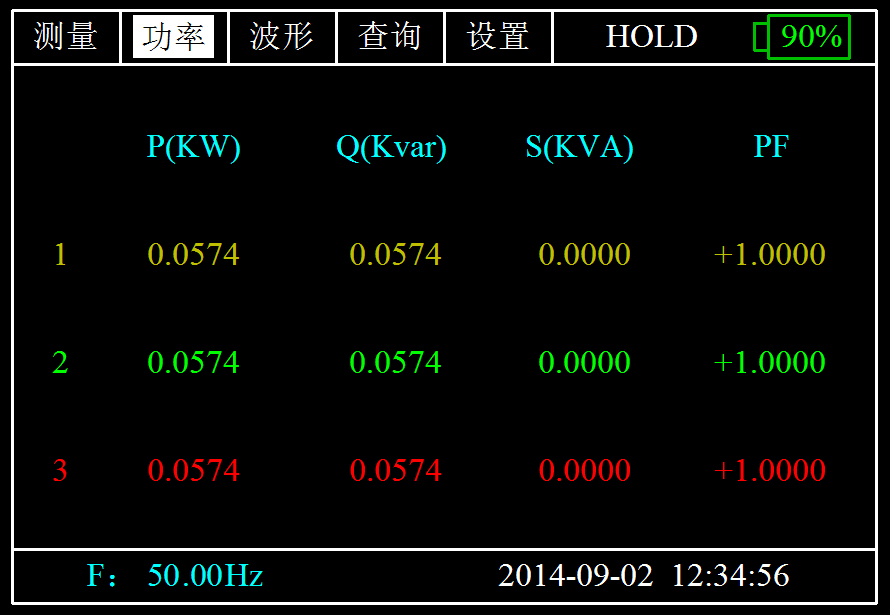 测量 功率 波形 查询 设置 HOLD 90%
P(KW) Q(Kvar) S(KVA) PF
1 0.0574 0.0574 0.0000 +1.0000
2 0.0574 0.0574 0.0000 +1.0000
3 0.0574 0.0574 0.0000 +1.0000
F： 50.00Hz 2014-09-02 12:34:56